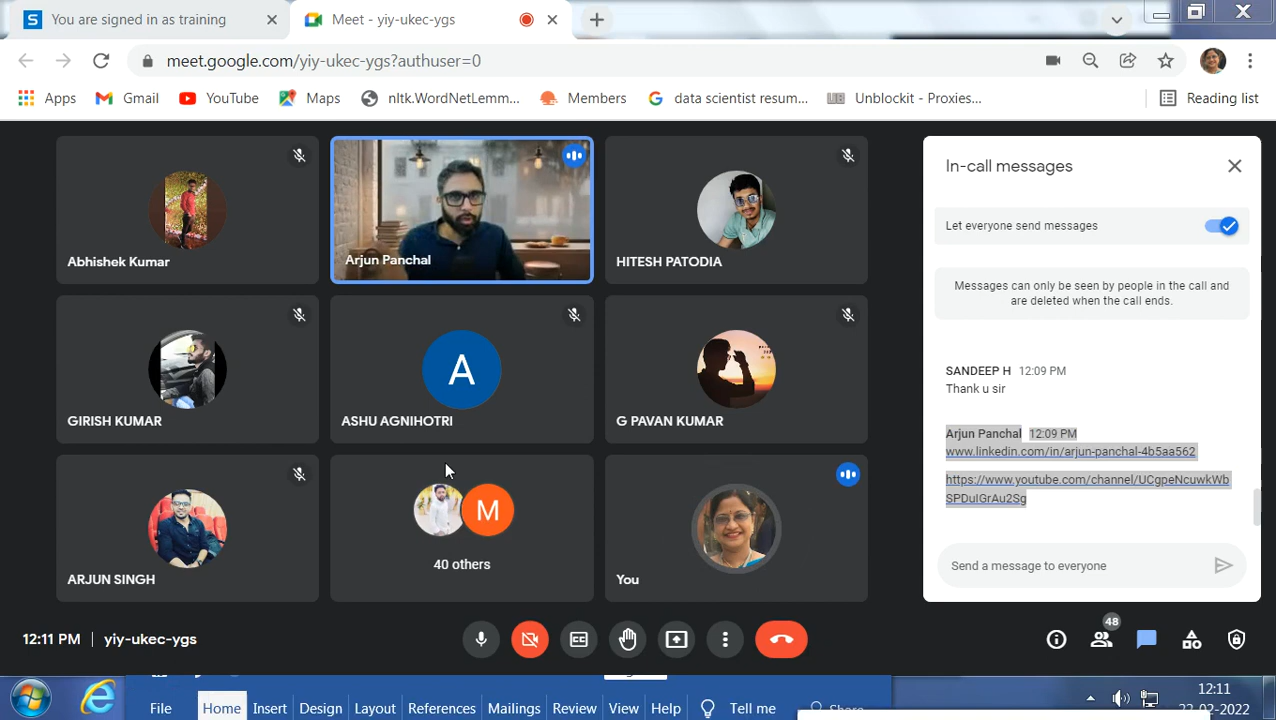 You are signed in as training
Meet - yiy-ukec-ygs
meet.google.com/yiy-ukec-ygs?authuser=0
Apps
Gmail
YouTube
Maps
nltk.WordNetLemm...
Members
data scientist resum...
UB
Unblockit - Proxies...
Reading list
Abhishek Kumar
Arjun Panchal
HITESH PATODIA
GIRISH KUMAR
A
ASHU AGNIHOTRI
G PAVAN KUMAR
ARJUN SINGH
M
40 others
You
In-call messages
Let everyone send messages
Messages can only be seen by people in the call and
are deleted when the call ends.
SANDEEP H 12:09 PM
Thank u sir
Arjun Panchal 12:09 PM
www.linkedin.com/in/arjun-panchal-4b5aa562
https://www.youtube.com/channel/UCgpeNcuwkWb
SPDuIGrAu2Sg
Send a message to everyone
12:11 PM | yiy-ukec-ygs
48
File
Home
Insert
Design
Layout
References
Mailings
Review
View
Help
Tell me
Share
12:11
22-02-2022